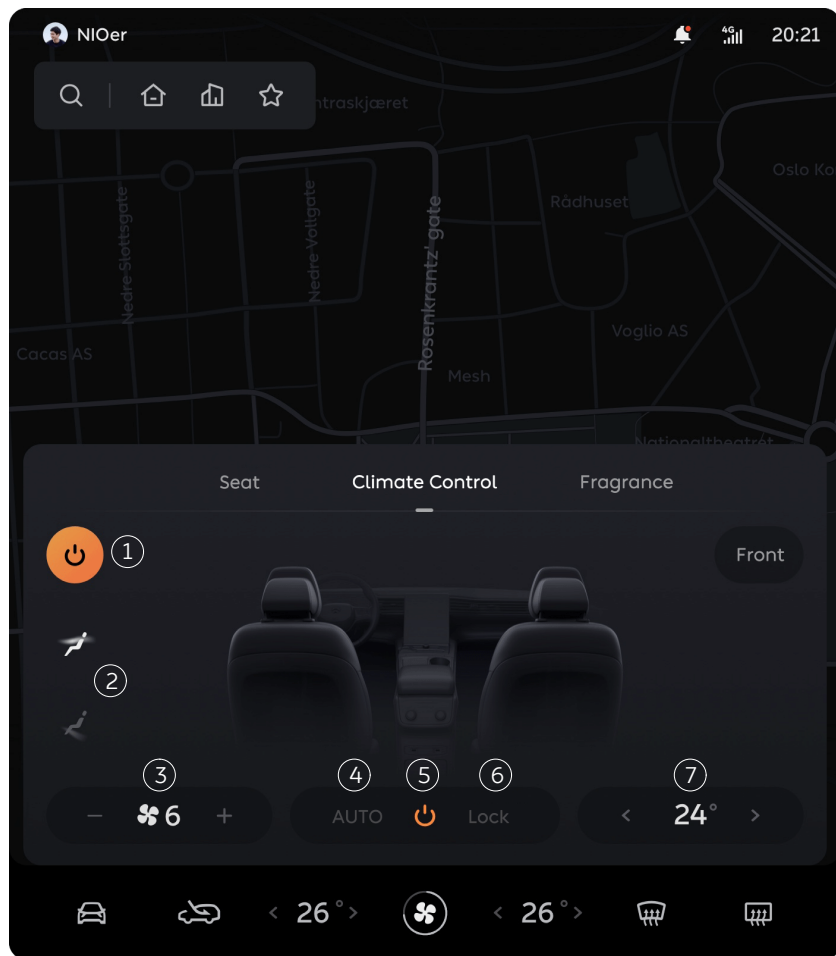 NIOer
4G
20:21
ntraskjæret
Oslo Ko
Rådhuset
Nedre Slottsgate
Nedre Vollgate
Rosenkrantz' gate
Voglio AS
Cacas AS
Mesh
Nationaltheatret
Seat Climate Control Fragrance
1
Front
2
3 4 5 6 7
− 6 + AUTO Lock < 24° >
< 26° > < 26° >